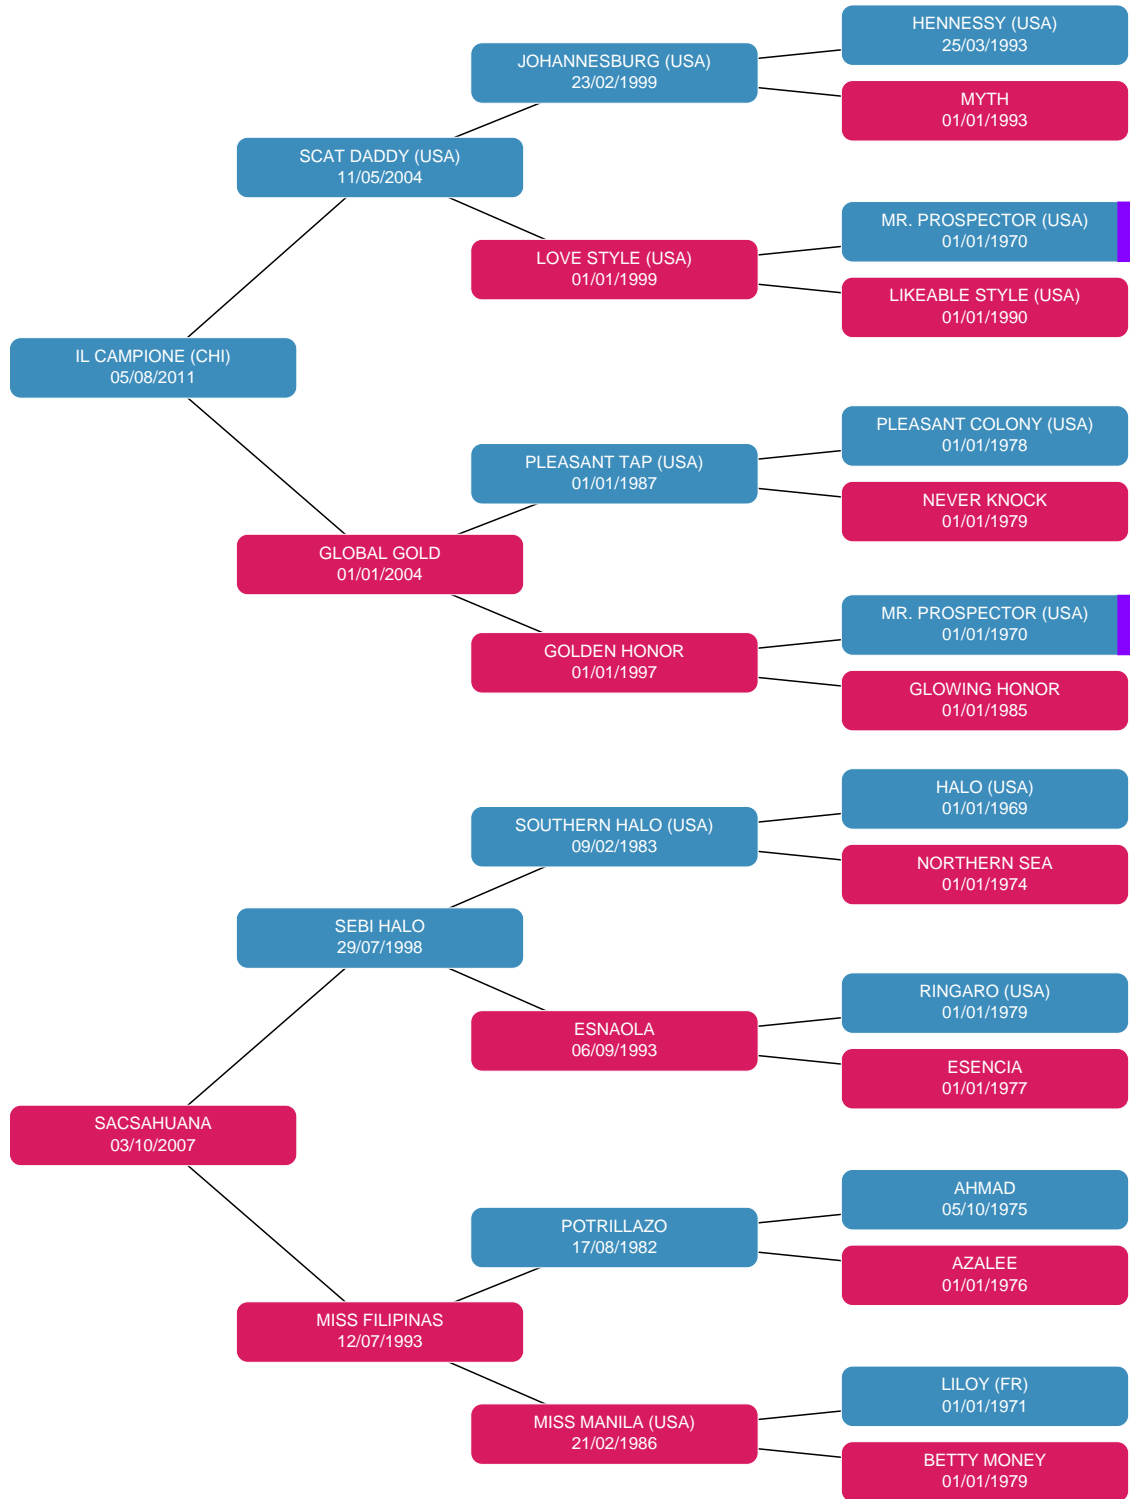 HENNESSY (USA)
25/03/1993
JOHANNESBURG (USA)
23/02/1999
MYTH
01/01/1993
SCAT DADDY (USA)
11/05/2004
MR. PROSPECTOR (USA)
01/01/1970
LOVE STYLE (USA)
01/01/1999
LIKEABLE STYLE (USA)
01/01/1990
IL CAMPIONE (CHI)
05/08/2011
PLEASANT COLONY (USA)
01/01/1978
PLEASANT TAP (USA)
01/01/1987
NEVER KNOCK
01/01/1979
GLOBAL GOLD
01/01/2004
MR. PROSPECTOR (USA)
01/01/1970
GOLDEN HONOR
01/01/1997
GLOWING HONOR
01/01/1985
HALO (USA)
01/01/1969
SOUTHERN HALO (USA)
09/02/1983
NORTHERN SEA
01/01/1974
SEBI HALO
29/07/1998
RINGARO (USA)
01/01/1979
ESNAOLA
06/09/1993
ESENCIA
01/01/1977
SACSAHUANA
03/10/2007
AHMAD
05/10/1975
POTRILLAZO
17/08/1982
AZALEE
01/01/1976
MISS FILIPINAS
12/07/1993
LILOY (FR)
01/01/1971
MISS MANILA (USA)
21/02/1986
BETTY MONEY
01/01/1979